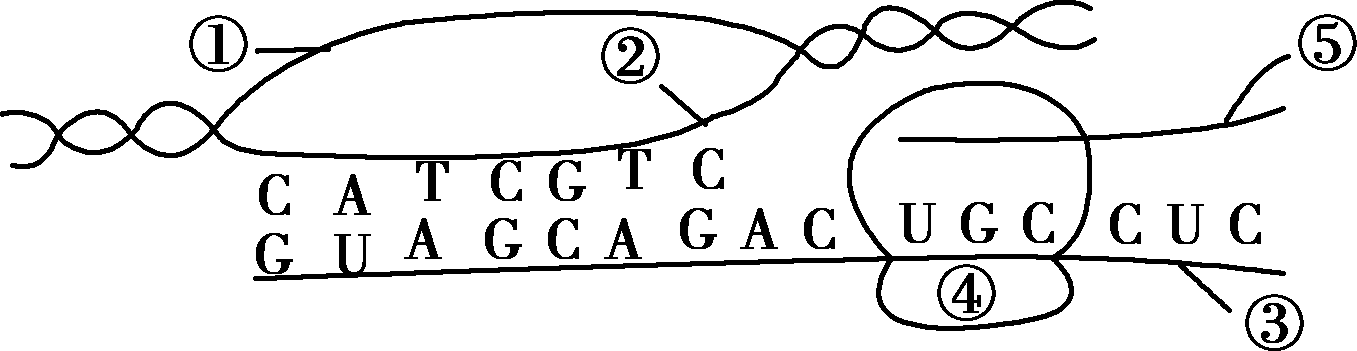 ①
②
⑤
C A T C G T C
G U A G C A G A C U G C C U C
④
③